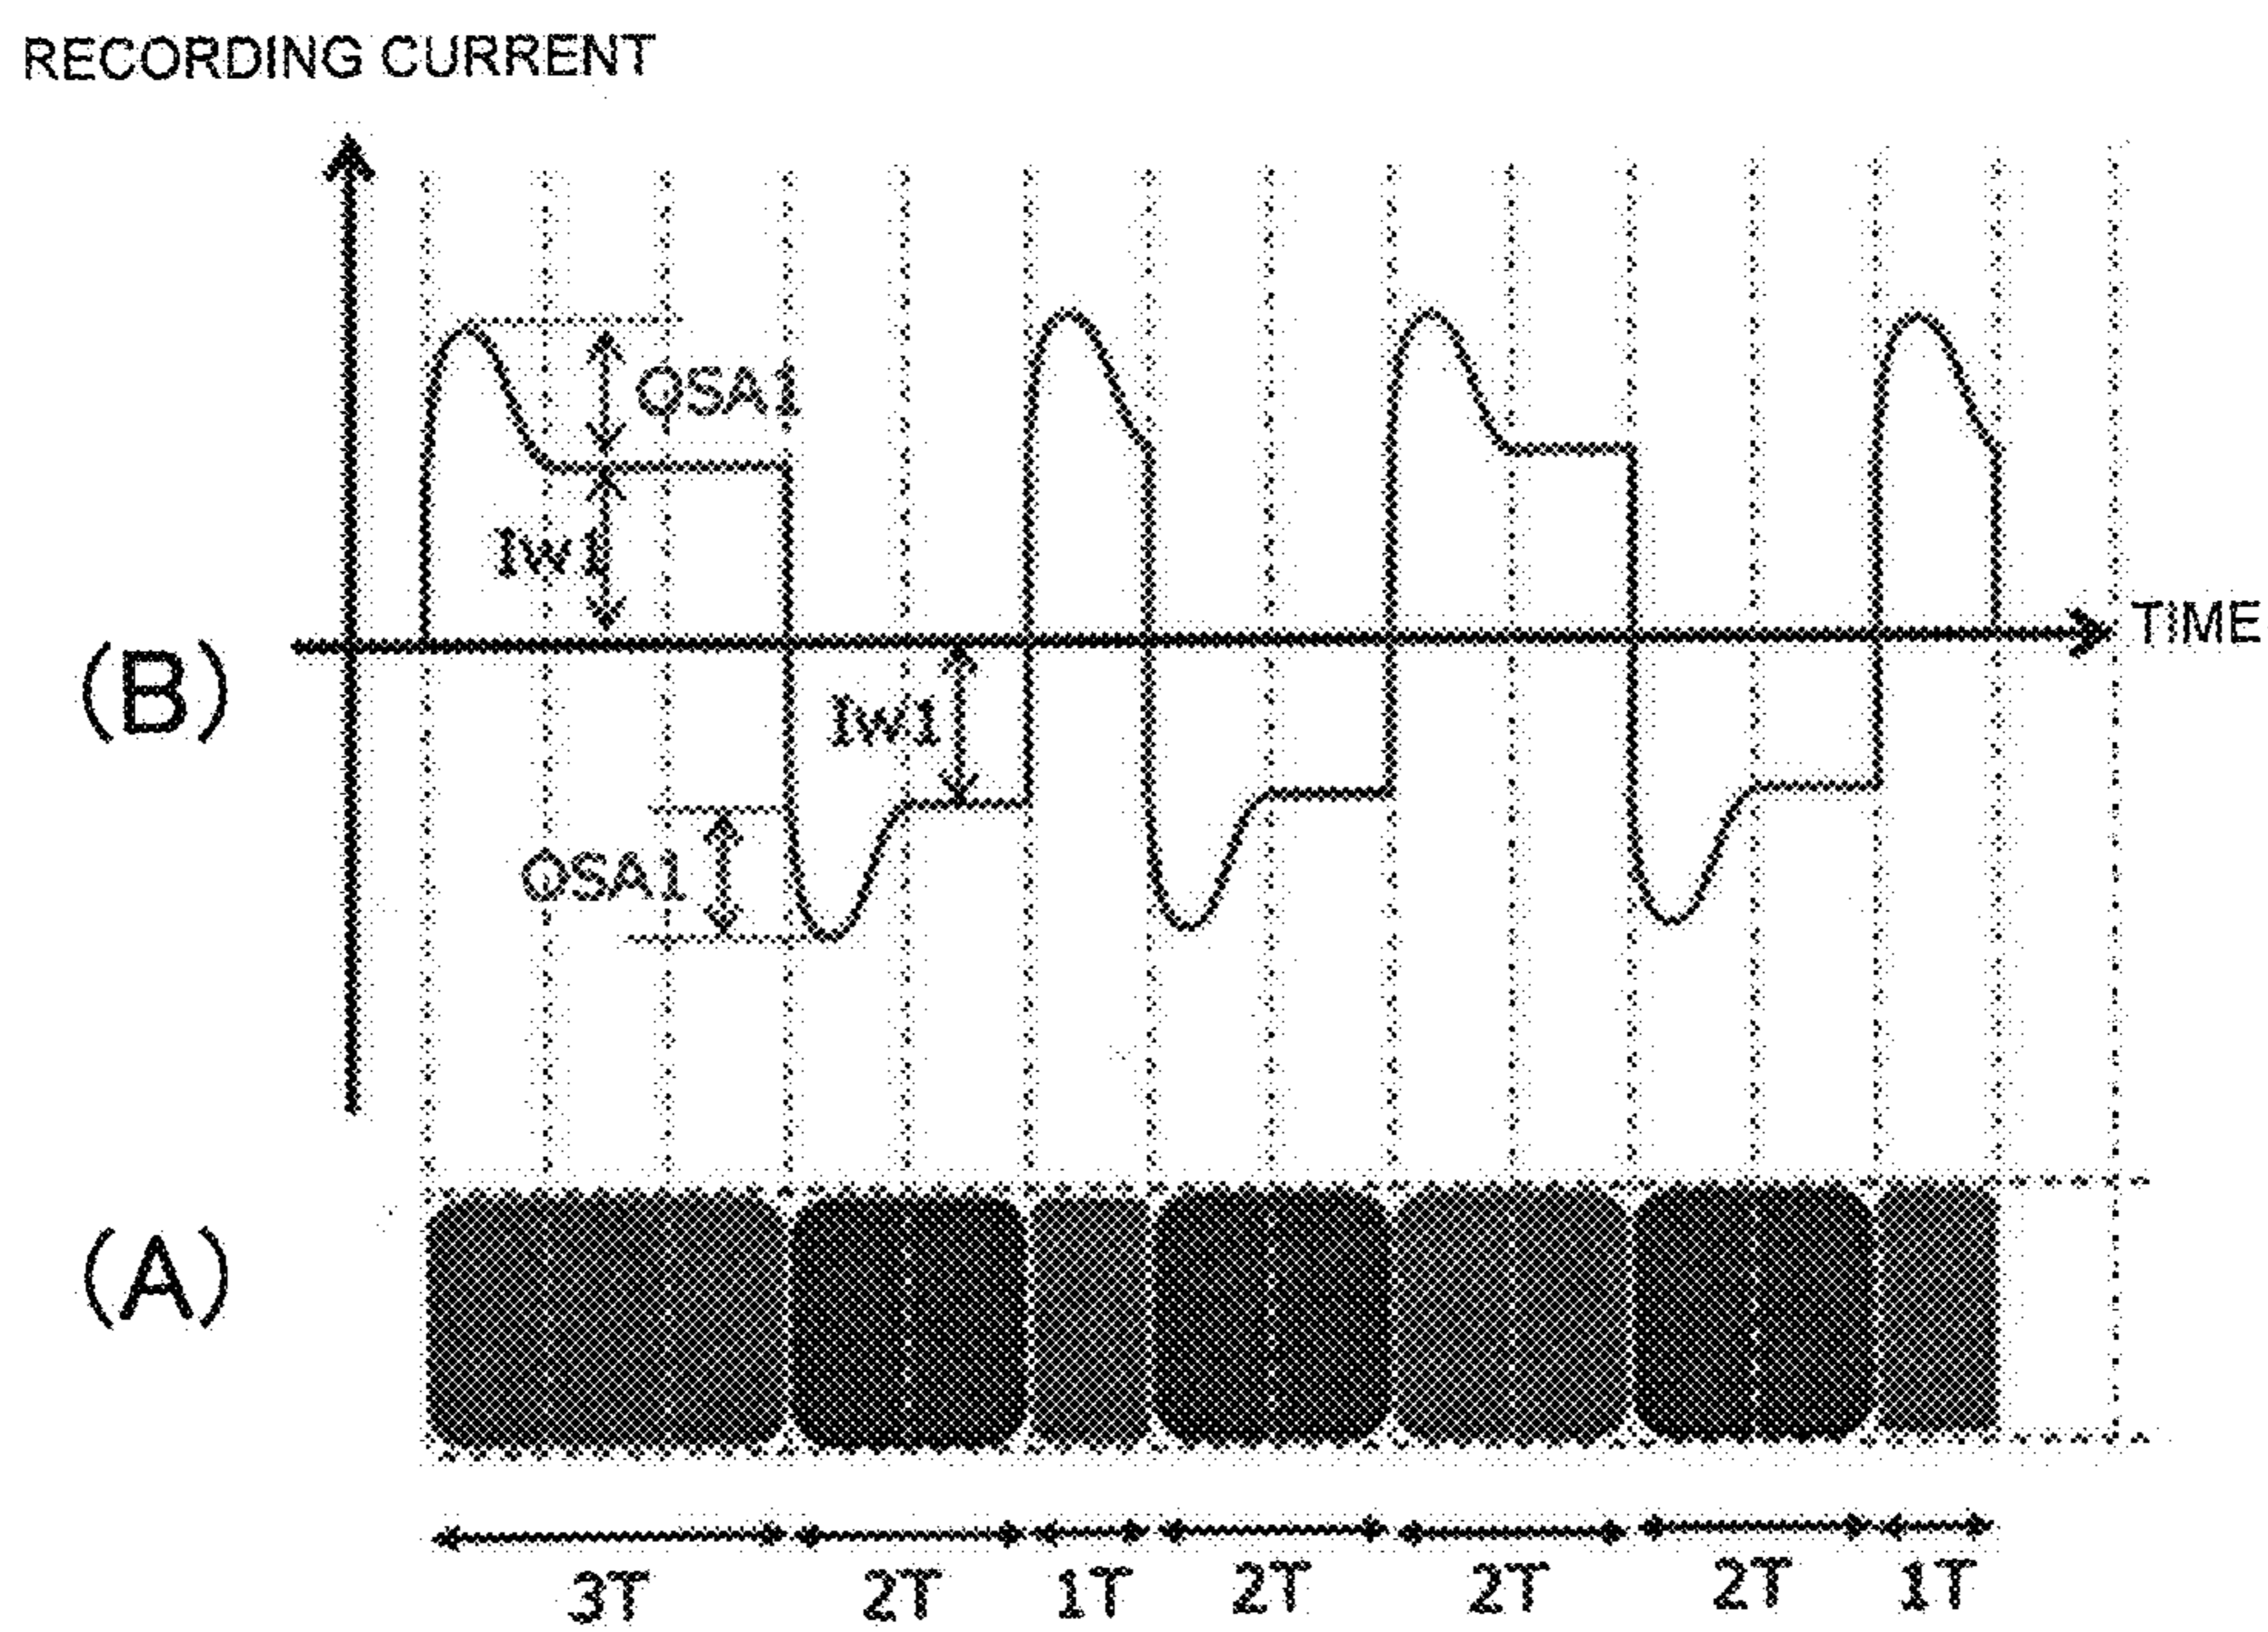 RECORDING CURRENT
OSA1
Iw1
TIME
(B)
Iw1
OSA1
(A)
3T 2T 1T 2T 2T 2T 1T